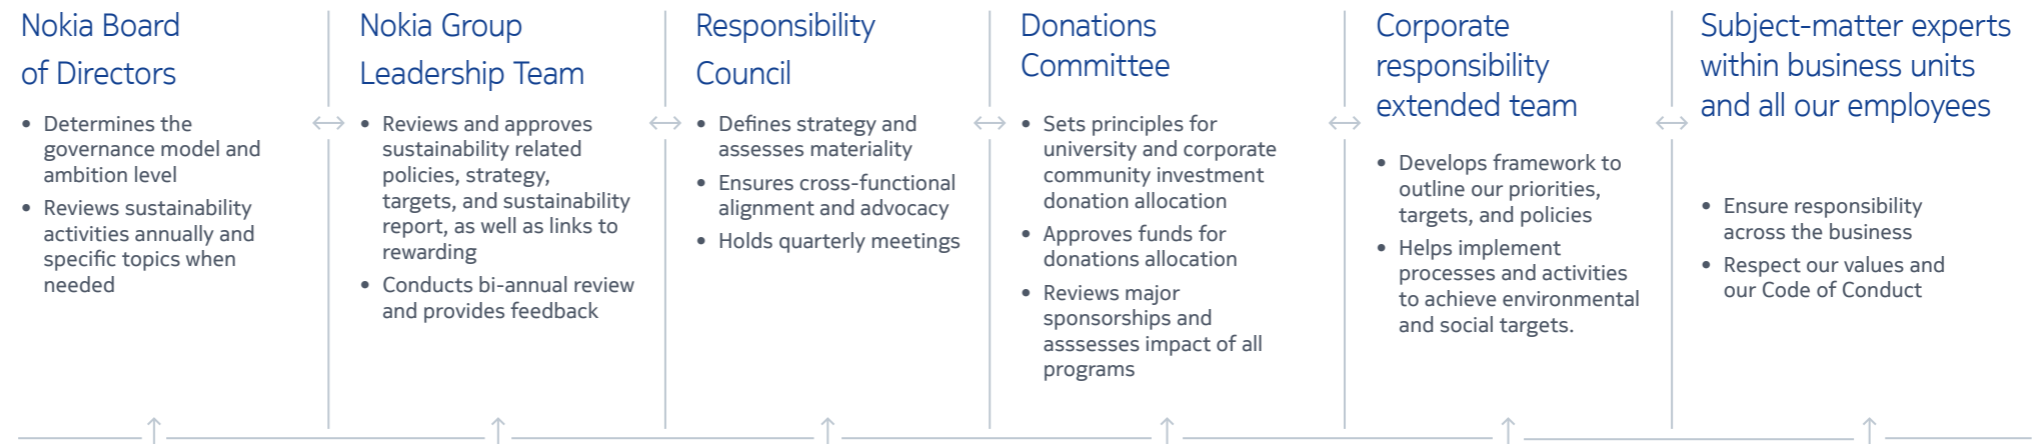 Nokia Board
of Directors
• Determines the
governance model and
ambition level
• Reviews sustainability
activities annually and
specific topics when
needed
Nokia Group
Leadership Team
• Reviews and approves
sustainability related
policies, strategy,
targets, and sustainability
report, as well as links to
rewarding
• Conducts bi-annual review
and provides feedback
Responsibility
Council
• Defines strategy and
assesses materiality
• Ensures cross-functional
alignment and advocacy
• Holds quarterly meetings
Donations
Committee
• Sets principles for
university and corporate
community investment
donation allocation
• Approves funds for
donations allocation
• Reviews major
sponsorships and
asssesses impact of all
programs
Corporate
responsibility
extended team
• Develops framework to
outline our priorities,
targets, and policies
• Helps implement
processes and activities
to achieve environmental
and social targets.
Subject-matter experts
within business units
and all our employees
• Ensure responsibility
across the business
• Respect our values and
our Code of Conduct